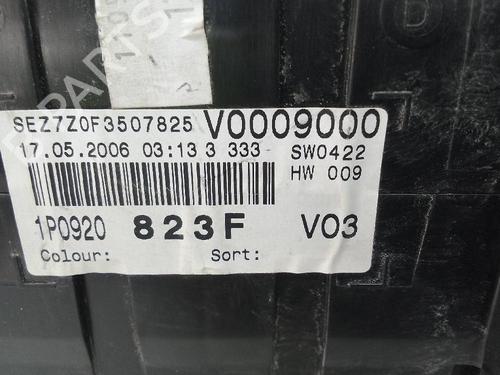 SEZ7Z0F3507825 V0009000
17.05.2006 03:13 3 333 SW0422
HW 009
1P0920 823F V03
Colour: Sort: